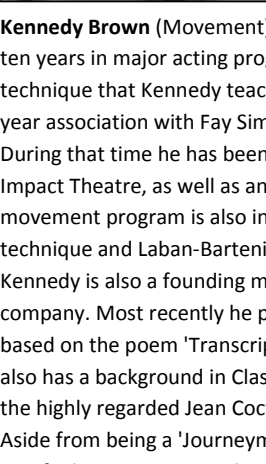 Kennedy Brown (Movement)
ten years in major acting pro
technique that Kennedy teac
year association with Fay Sim
During that time he has been
Impact Theatre, as well as an
movement program is also in
technique and Laban-Barteni
Kennedy is also a founding m
company. Most recently he p
based on the poem 'Transcrip
also has a background in Clas
the highly regarded Jean Coc
Aside from being a 'Journeym